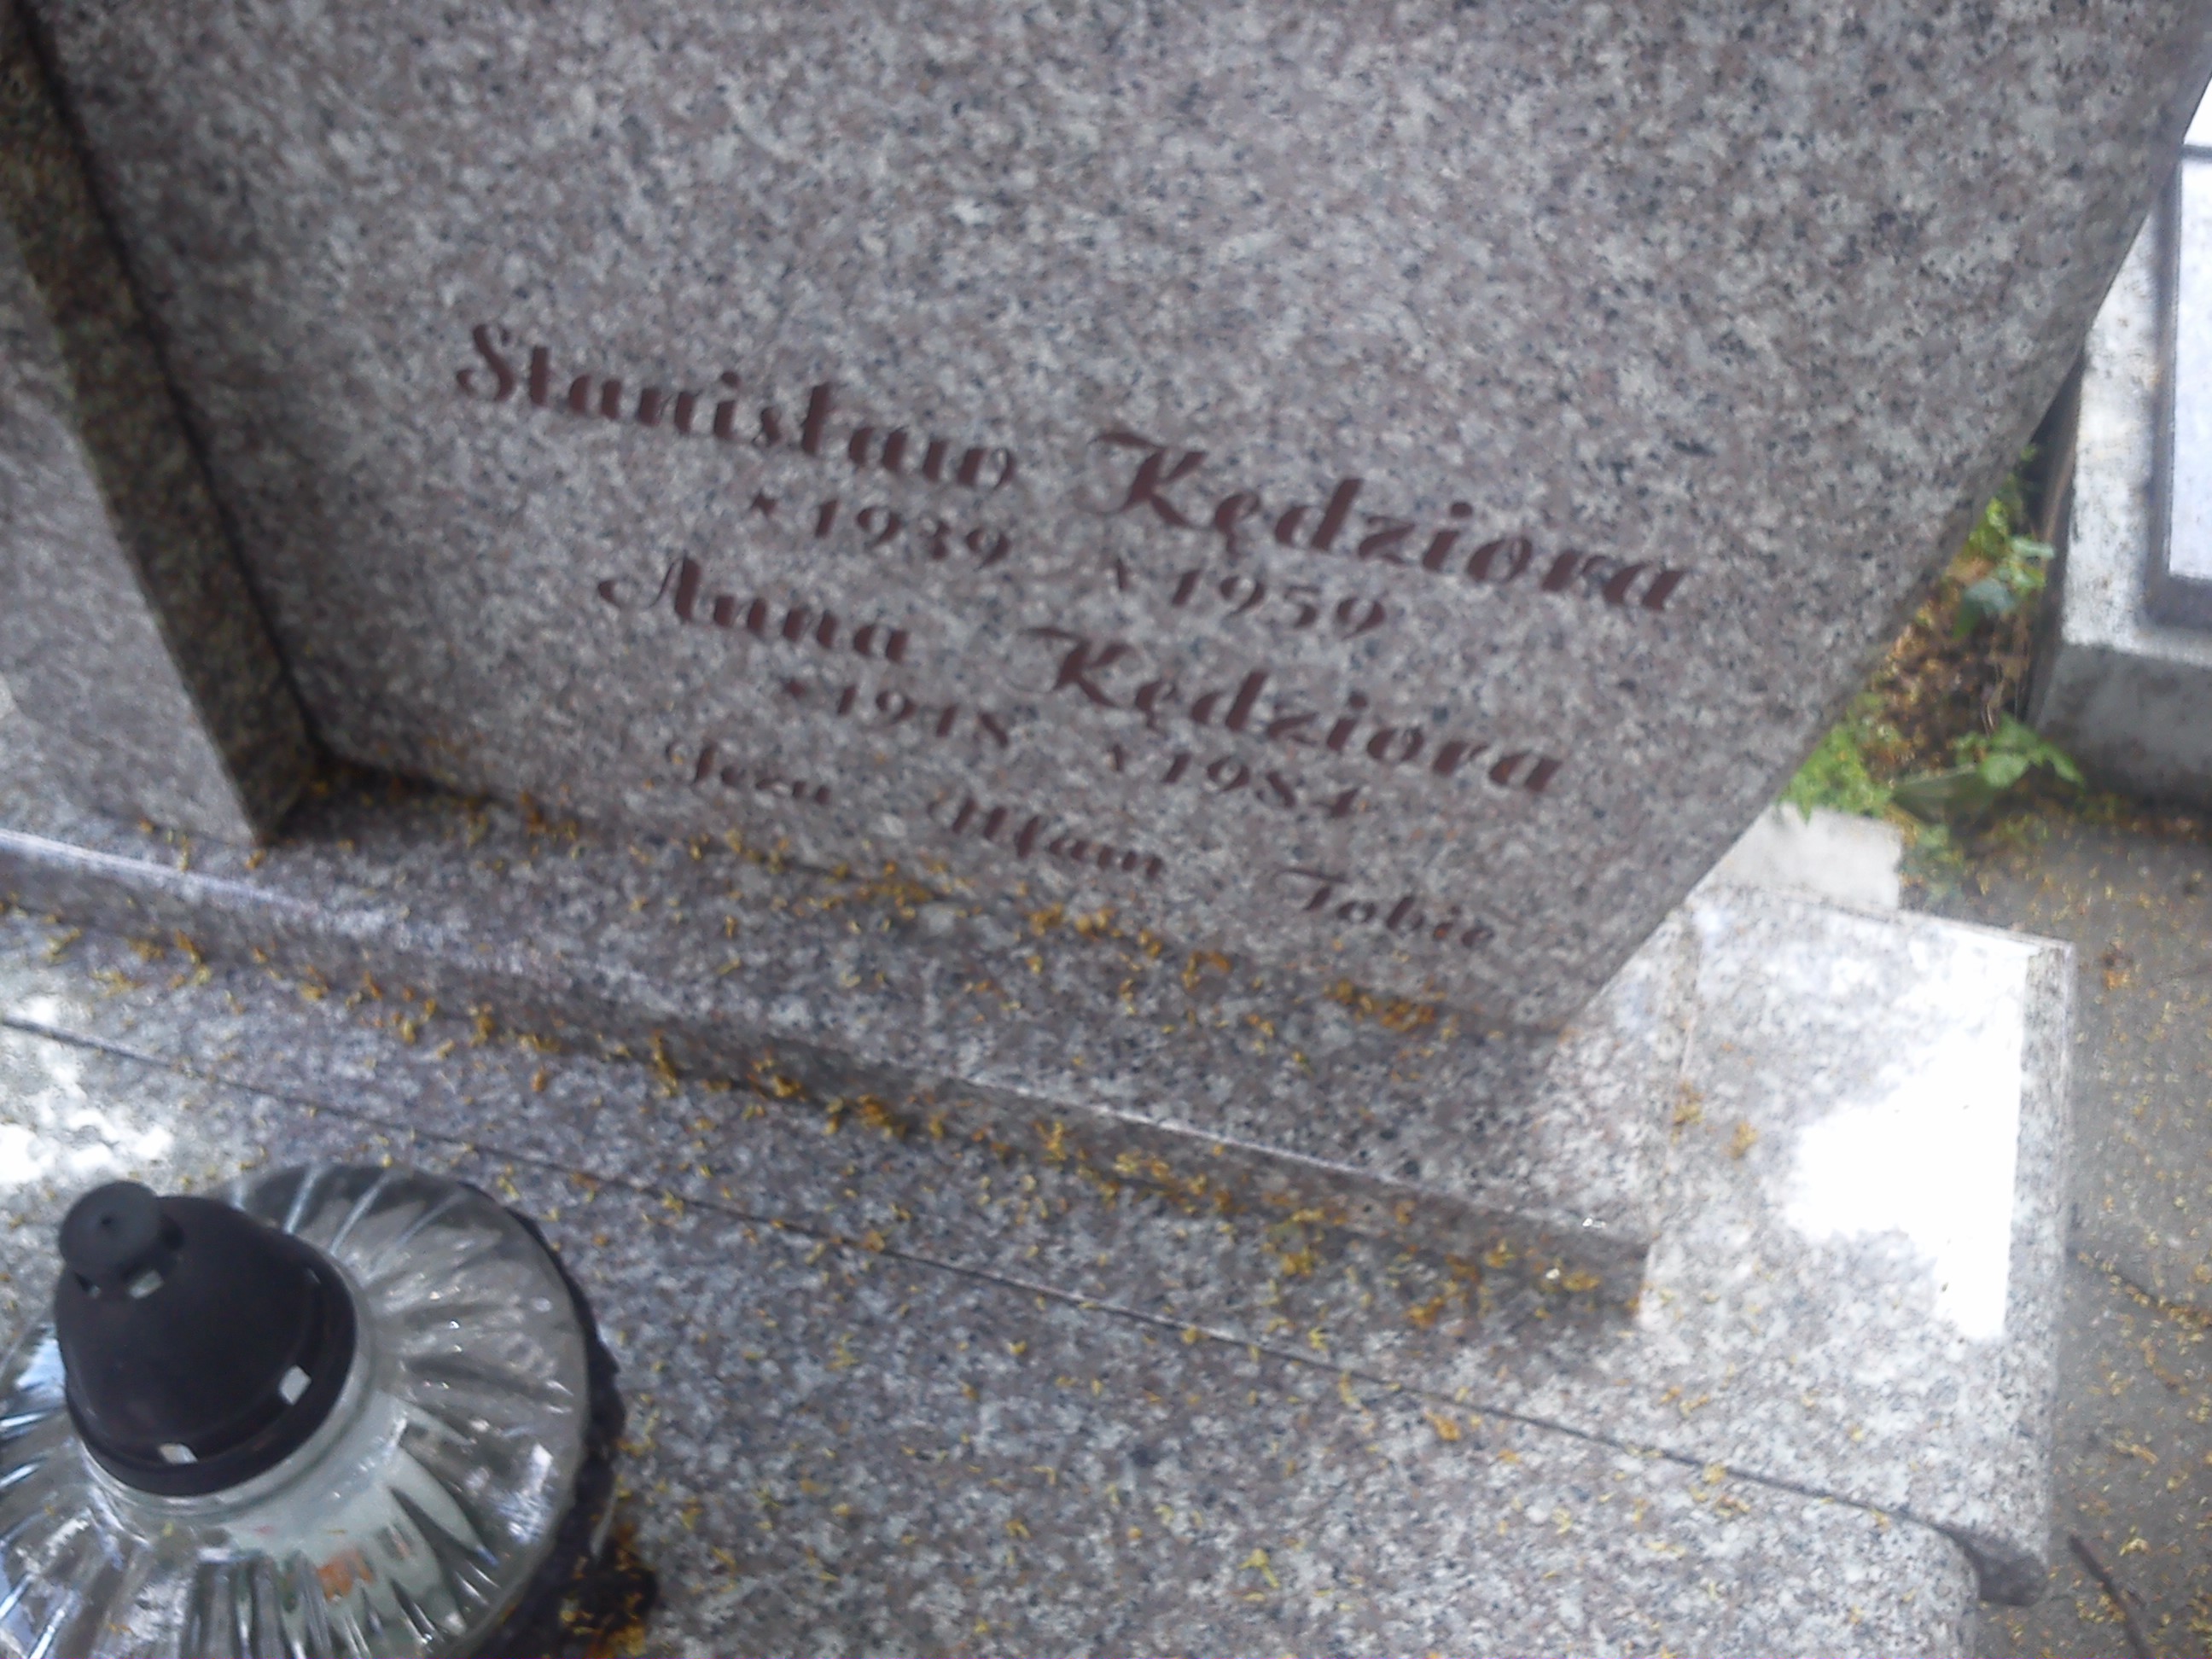 Stanisław Kędziora
* 1939 † 1959
Anna Kędziora
* 1918 † 1984
Jezu Ufam Tobie